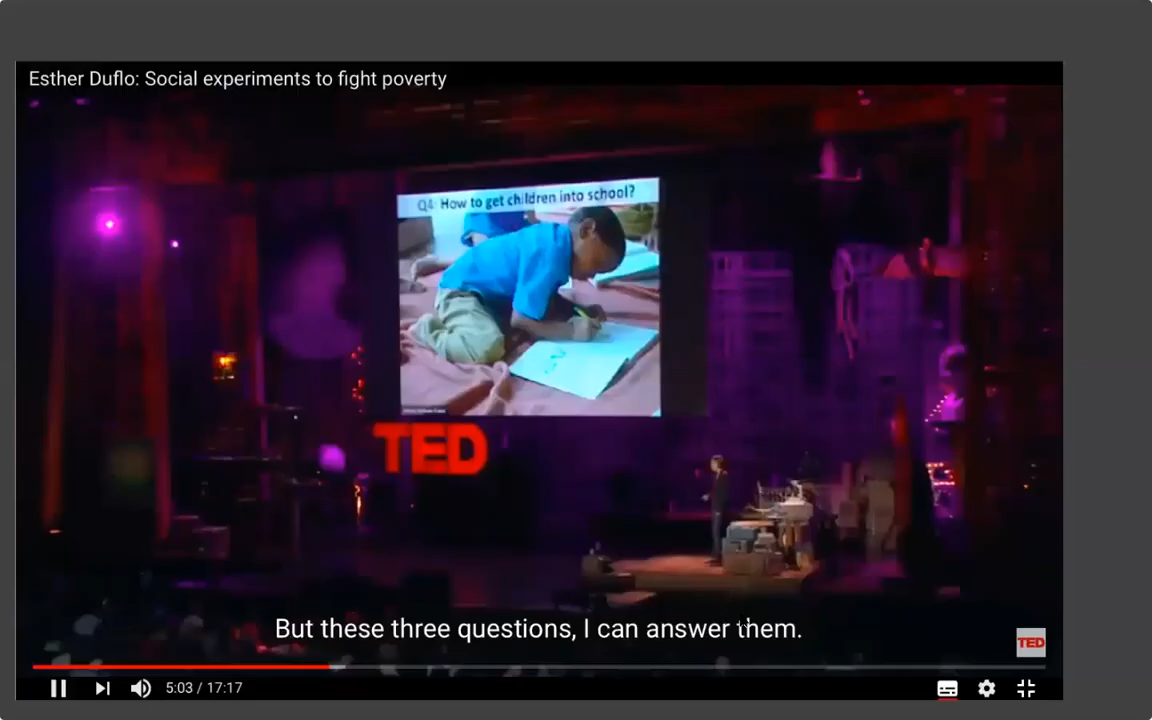 Esther Duflo: Social experiments to fight poverty
Q4: How to get children into school?
TED
But these three questions, I can answer them.
TED
5:03 / 17:17